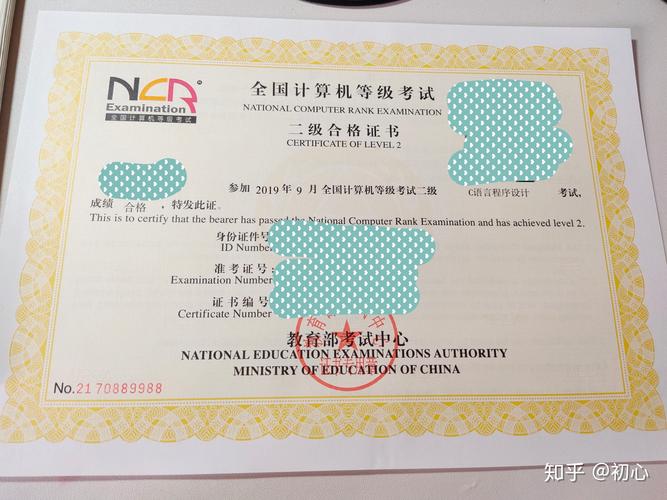 NCR
Examination
全国计算机等级考试
全国计算机等级考试
NATIONAL COMPUTER RANK EXAMINATION
二级合格证书
CERTIFICATE OF LEVEL 2
参加 2019 年 9 月 全国计算机等级考试二级 C语言程序设计 考试,
成绩 合格 ,特发此证。
This is to certify that the bearer has passed the National Computer Rank Examination and has achieved level 2.
身份证件号
ID Number
准考证号:
Examination Number
证书编号
Certificate Number
教育部考试中心
NATIONAL EDUCATION EXAMINATIONS AUTHORITY
MINISTRY OF EDUCATION OF CHINA
No.21 70889988
知乎 @初心